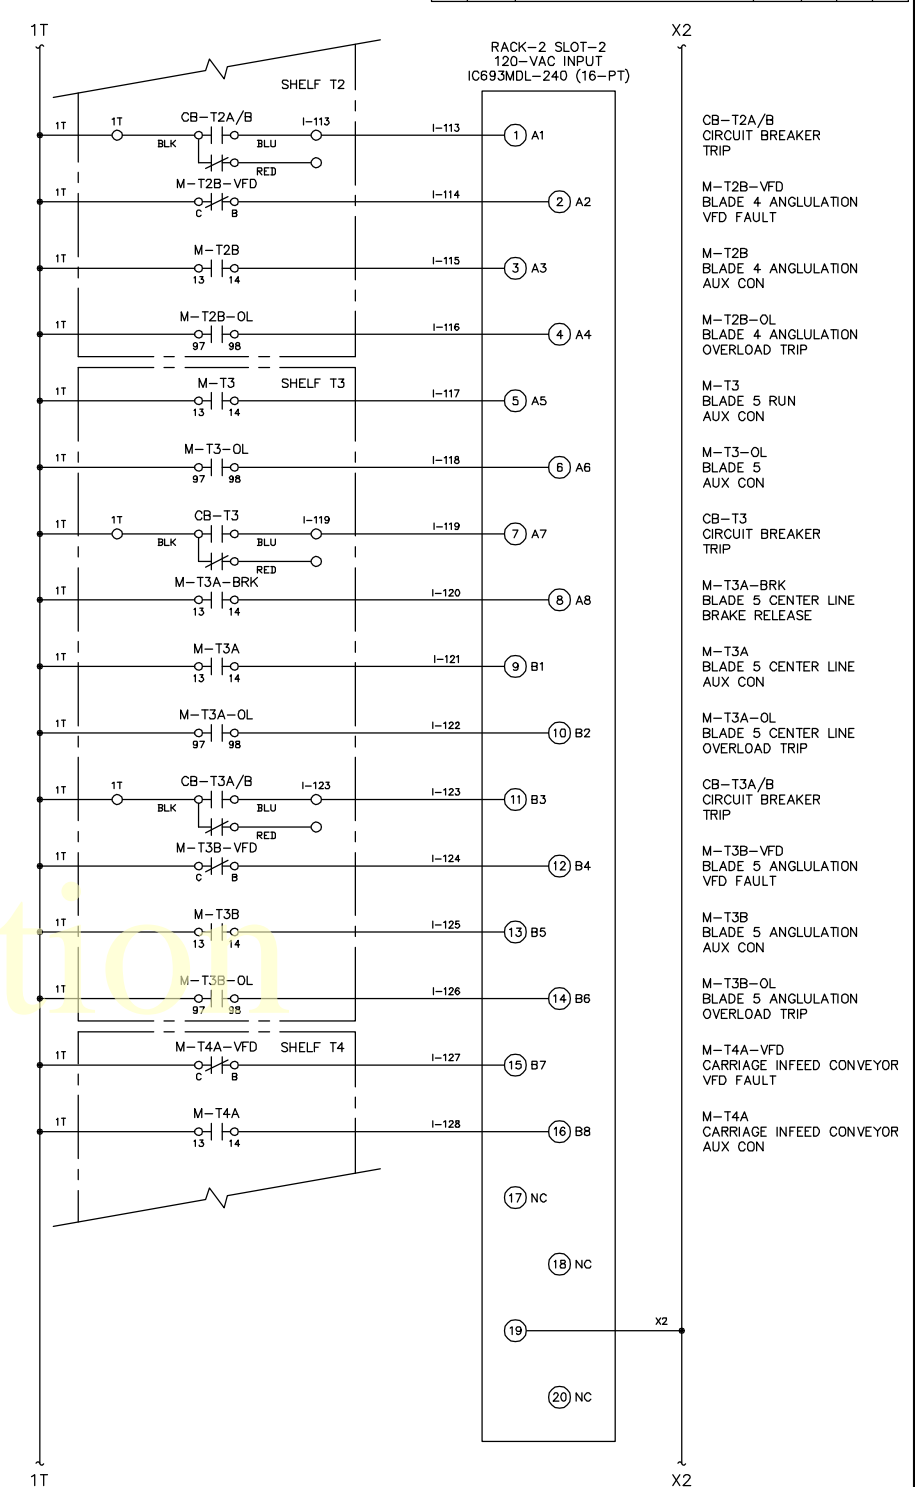 1T X2
RACK-2 SLOT-2
120-VAC INPUT
IC693MDL-240 (16-PT)
SHELF T2
1T 1T CB-T2A/B I-113 I-113 1 A1 CB-T2A/B
BLK BLU CIRCUIT BREAKER
RED TRIP
1T M-T2B-VFD I-114 2 A2 M-T2B-VFD
C B BLADE 4 ANGLULATION
VFD FAULT
1T M-T2B I-115 3 A3 M-T2B
13 14 BLADE 4 ANGLULATION
AUX CON
1T M-T2B-OL I-116 4 A4 M-T2B-OL
97 98 BLADE 4 ANGLULATION
OVERLOAD TRIP
SHELF T3
1T M-T3 I-117 5 A5 M-T3
13 14 BLADE 5 RUN
AUX CON
1T M-T3-OL I-118 6 A6 M-T3-OL
97 98 BLADE 5
AUX CON
1T 1T CB-T3 I-119 I-119 7 A7 CB-T3
BLK BLU CIRCUIT BREAKER
RED TRIP
1T M-T3A-BRK I-120 8 A8 M-T3A-BRK
13 14 BLADE 5 CENTER LINE
BRAKE RELEASE
1T M-T3A I-121 9 B1 M-T3A
13 14 BLADE 5 CENTER LINE
AUX CON
1T M-T3A-OL I-122 10 B2 M-T3A-OL
97 98 BLADE 5 CENTER LINE
OVERLOAD TRIP
1T 1T CB-T3A/B I-123 I-123 11 B3 CB-T3A/B
BLK BLU CIRCUIT BREAKER
RED TRIP
1T M-T3B-VFD I-124 12 B4 M-T3B-VFD
C B BLADE 5 ANGLULATION
VFD FAULT
1T M-T3B I-125 13 B5 M-T3B
13 14 BLADE 5 ANGLULATION
AUX CON
tion
1T M-T3B-OL I-126 14 B6 M-T3B-OL
97 98 BLADE 5 ANGLULATION
OVERLOAD TRIP
SHELF T4
1T M-T4A-VFD I-127 15 B7 M-T4A-VFD
C B CARRIAGE INFEED CONVEYOR
VFD FAULT
1T M-T4A I-128 16 B8 M-T4A
13 14 CARRIAGE INFEED CONVEYOR
AUX CON
17 NC
18 NC
19 X2
20 NC
1T X2